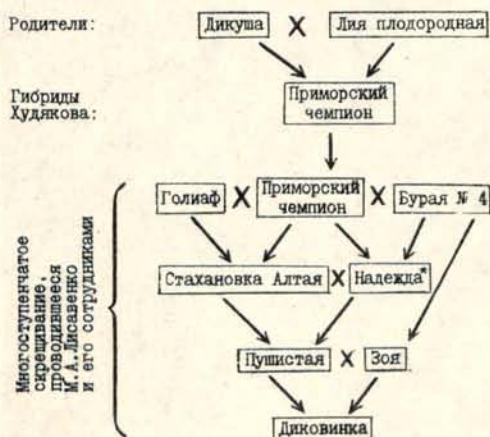 Родители:
Дикуша X Лия плодородная
Гибриды
Худякова:
Приморский
чемпион
Голиаф X Приморский
чемпион X Бурая № 4
Стахановка Алтая X Надежда*
Пушистая X Зоя
Диковинка
Многоступенчатое
скрещивание,
проводившееся
М.А.Лисавенко
и его сотрудниками